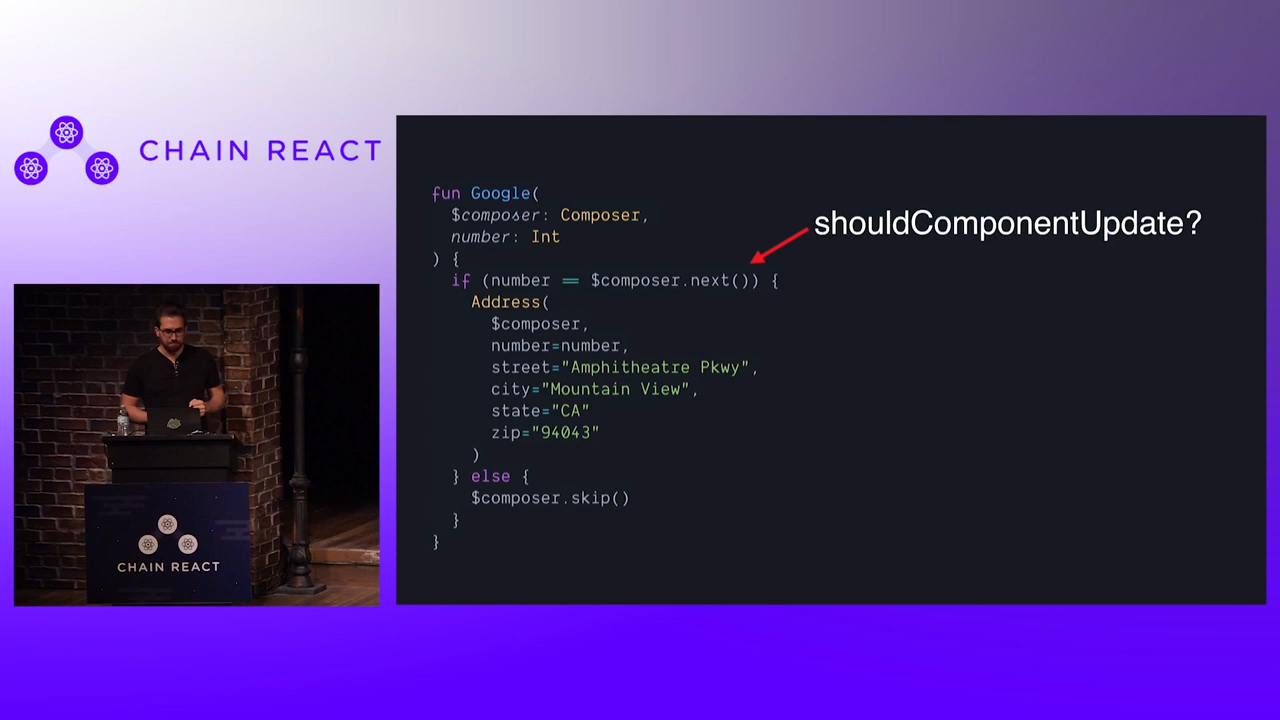 CHAIN REACT
fun Google(
$composer: Composer,
number: Int
) {
if (number == $composer.next()) {
Address(
$composer,
number=number,
street="Amphitheatre Pkwy",
city="Mountain View",
state="CA"
zip="94043"
)
} else {
$composer.skip()
}
}
shouldComponentUpdate?
CHAIN REACT